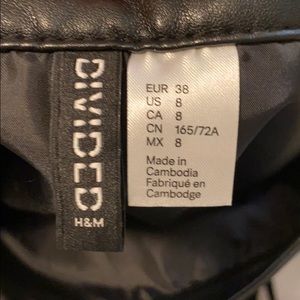 DIVIDED
H&M
EUR 38
US 8
CA 8
CN 165/72A
MX 8
Made in
Cambodia
Fabriqué en
Cambodge